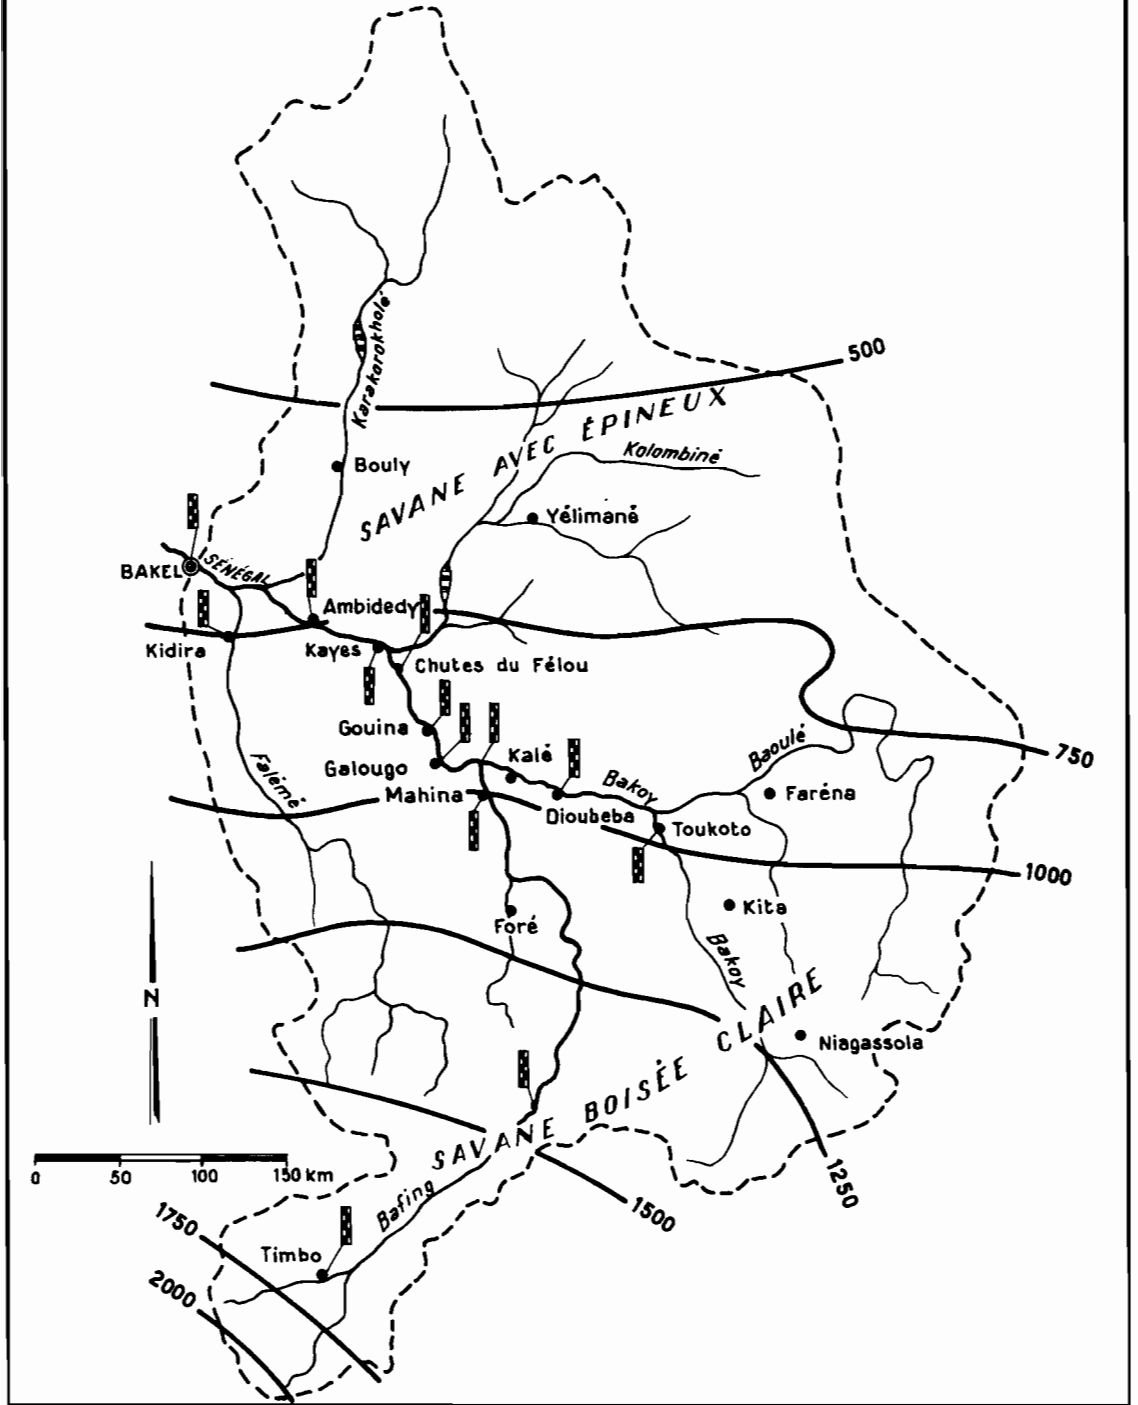 500
Karakorokholé
SAVANE AVEC ÉPINEUX
Kolombiné
Bouly
Yélimané
SÉNÉGAL
BAKEL
Ambidedy
Kidira
Kayes
Chutes du Félou
Gouina
Kalé
Baoulé
750
Galougo
Bakoy
Falémé
Mahina
Faréna
Dioubeba
Toukoto
1000
Kita
Foré
Bakoy
N
SAVANE BOISÉE CLAIRE
Niagassola
0 50 100 150 km
Bafing
1250
1500
1750
Timbo
2000